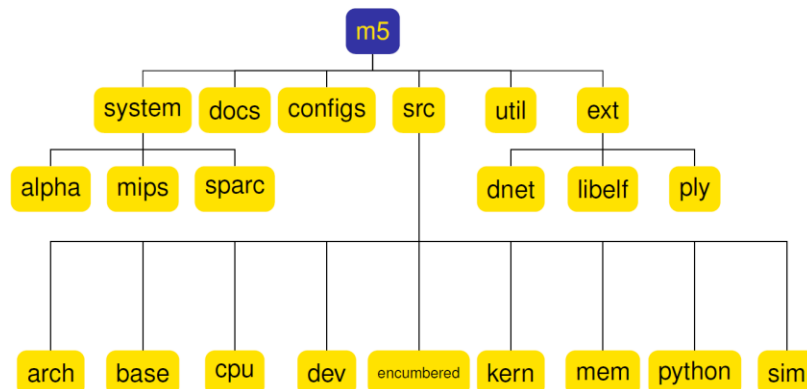 m5
system
docs
configs
src
util
ext
alpha
mips
sparc
dnet
libelf
ply
arch
base
cpu
dev
encumbered
kern
mem
python
sim